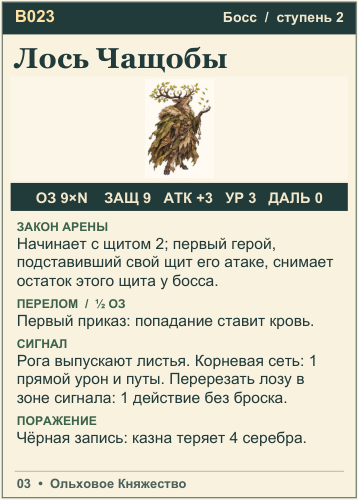 B023 Босс / ступень 2
Лось Чащобы
ОЗ 9×N ЗАЩ 9 АТК +3 УР 3 ДАЛЬ 0
ЗАКОН АРЕНЫ
Начинает с щитом 2; первый герой,
подставивший свой щит его атаке, снимает
остаток этого щита у босса.
ПЕРЕЛОМ / ½ ОЗ
Первый приказ: попадание ставит кровь.
СИГНАЛ
Рога выпускают листья. Корневая сеть: 1
прямой урон и путы. Перерезать лозу в
зоне сигнала: 1 действие без броска.
ПОРАЖЕНИЕ
Чёрная запись: казна теряет 4 серебра.
03 • Ольховое Княжество